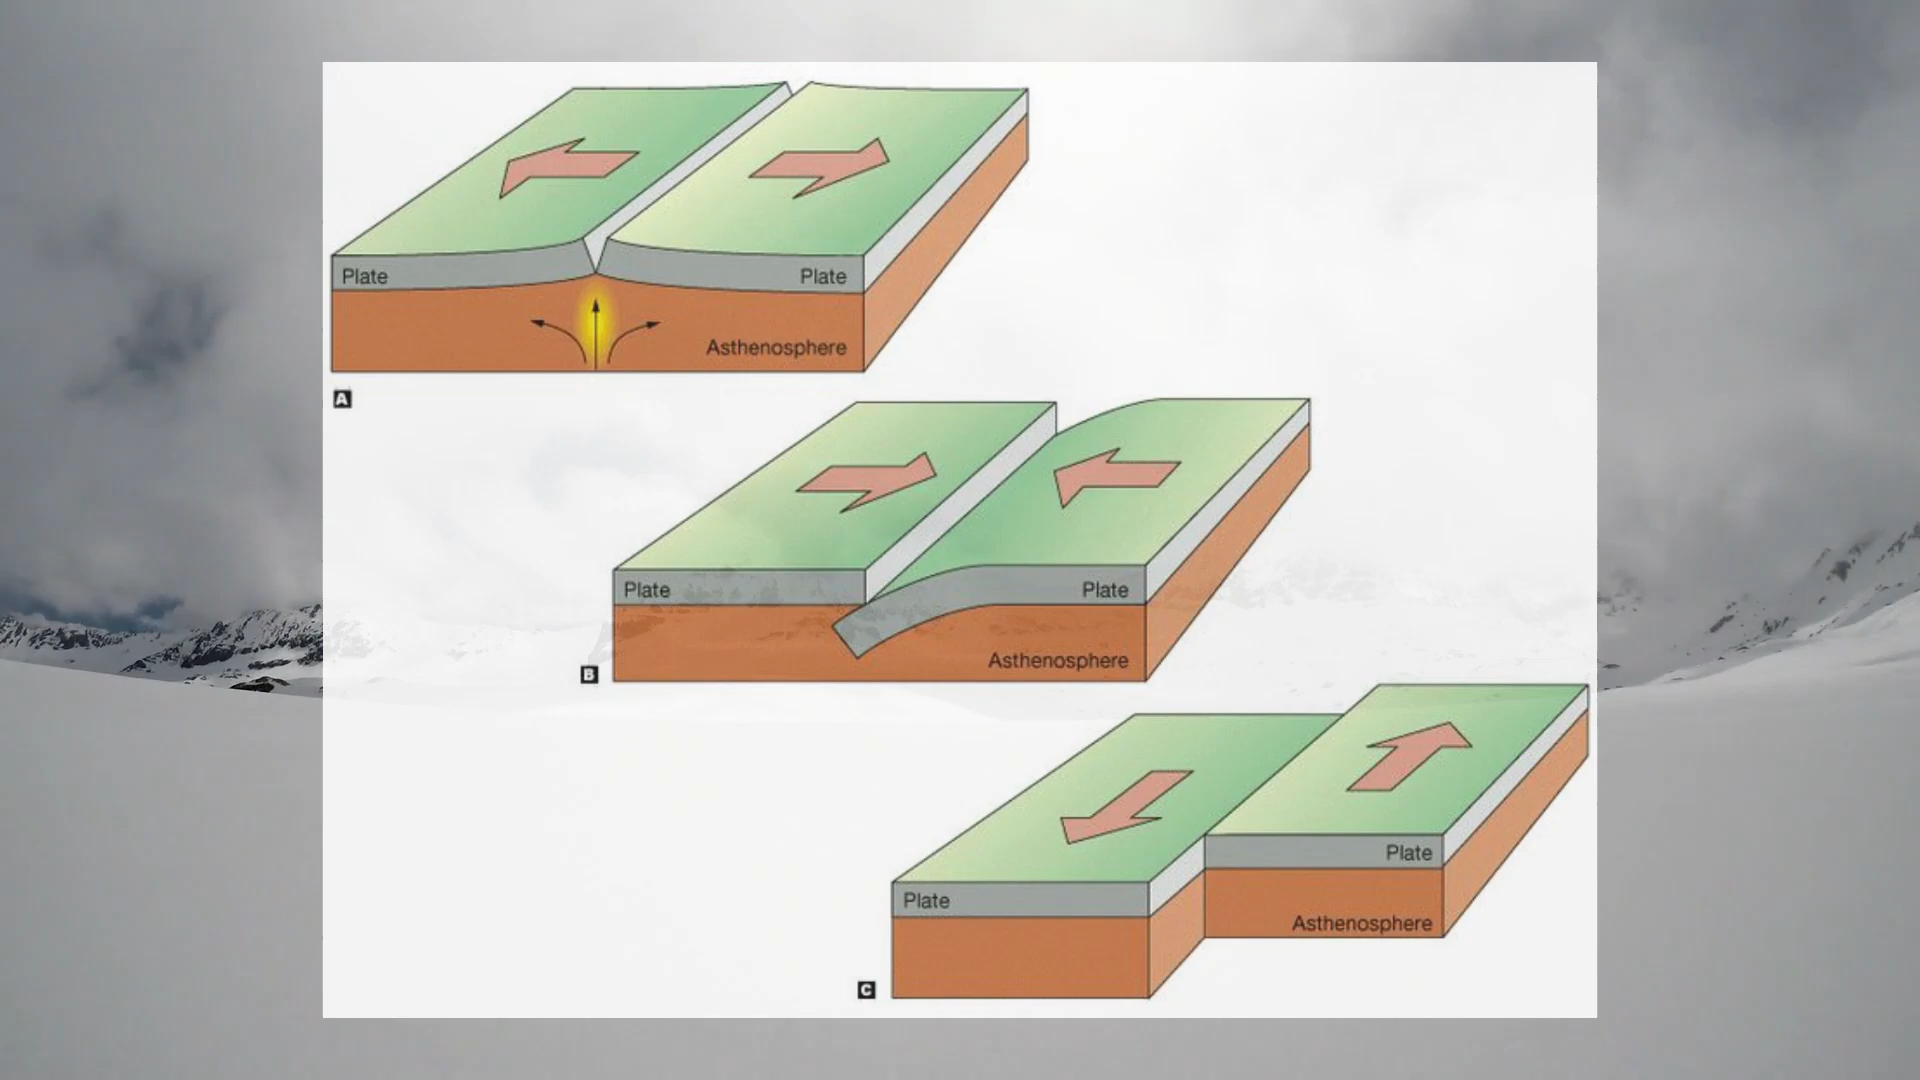 Plate
Plate
Asthenosphere
A
Plate
Plate
Asthenosphere
B
Plate
Plate
Asthenosphere
C